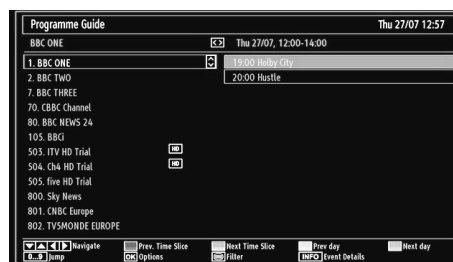 Programme Guide Thu 27/07 12:57
BBC ONE <> Thu 27/07, 12:00-14:00
1. BBC ONE 19:00 Holby City
2. BBC TWO 20:00 Hustle
7. BBC THREE
70. CBBC Channel
80. BBC NEWS 24
105. BBCi
503. ITV HD Trial HD
504. Ch4 HD Trial HD
505. five HD Trial
800. Sky News
801. CNBC Europe
802. TV5MONDE EUROPE
Navigate Prev. Time Slice Next Time Slice Prev day Next day
0...9 Jump OK Options Filter INFO Event Details